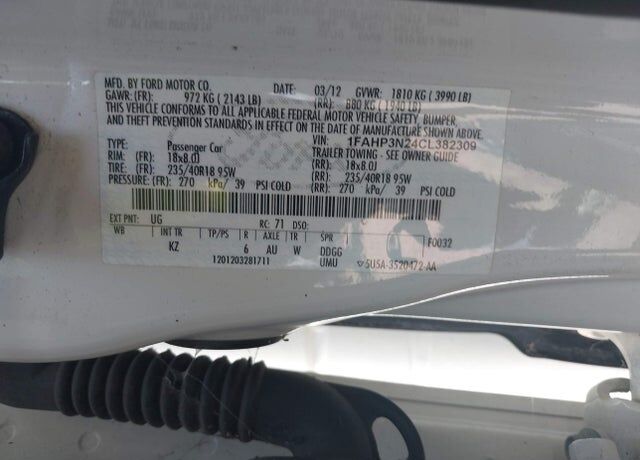 MFD. BY FORD MOTOR CO. DATE: 03/12 GVWR: 1810 KG (3990 LB)
GAWR: (FR): 972 KG (2143 LB) (RR): 880 KG (1940 LB)
THIS VEHICLE CONFORMS TO ALL APPLICABLE FEDERAL MOTOR VEHICLE SAFETY, BUMPER,
AND THEFT PREVENTION STANDARDS IN EFFECT ON THE DATE OF MANUFACTURE SHOWN ABOVE.
VIN: 1FAHP3N24CL382309
TYPE: Passenger Car TRAILER TOWING - SEE OWNER GUIDE
RIM: (FR) 18x8.0J (RR) 18x8.0J
TIRE: (FR) 235/40R18 95W (RR) 235/40R18 95W
PRESSURE: (FR) 270 kPa/ 39 PSI COLD (RR) 270 kPa/ 39 PSI COLD
EXT PNT: UG RC: 71 DSO: F0032
WB INT TR TP/PS R AXLE TR SPR
KZ 6 AU W DDGG
1201203281711 UMU 5U5A-3520472-AA